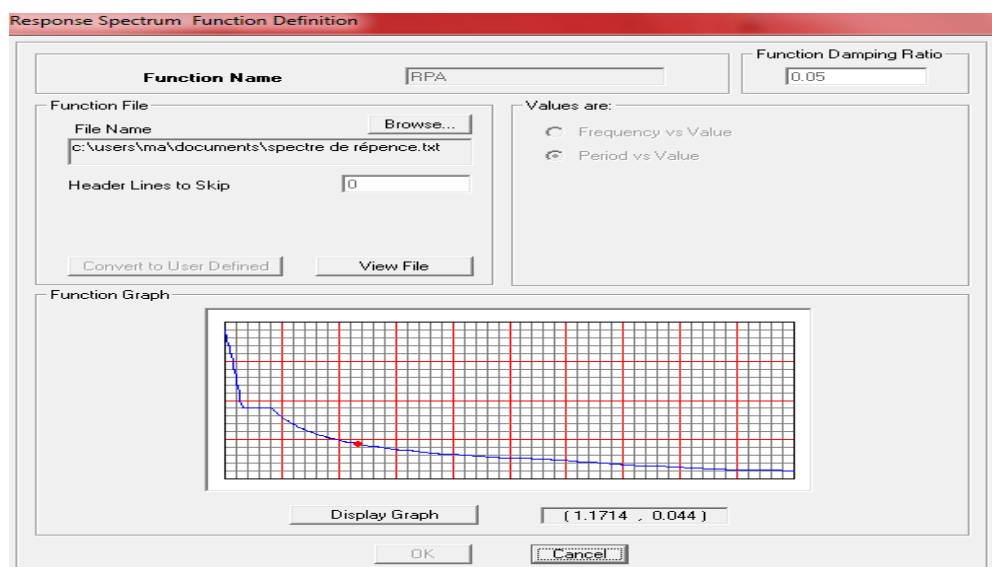 Response Spectrum Function Definition
Function Damping Ratio
Function Name RPA 0.05
Function File
Values are:
File Name Browse...
c:\users\ma\documents\spectre de répence.txt
Frequency vs Value
Period vs Value
Header Lines to Skip 0
Convert to User Defined View File
Function Graph
Display Graph (1.1714 , 0.044 )
OK Cancel